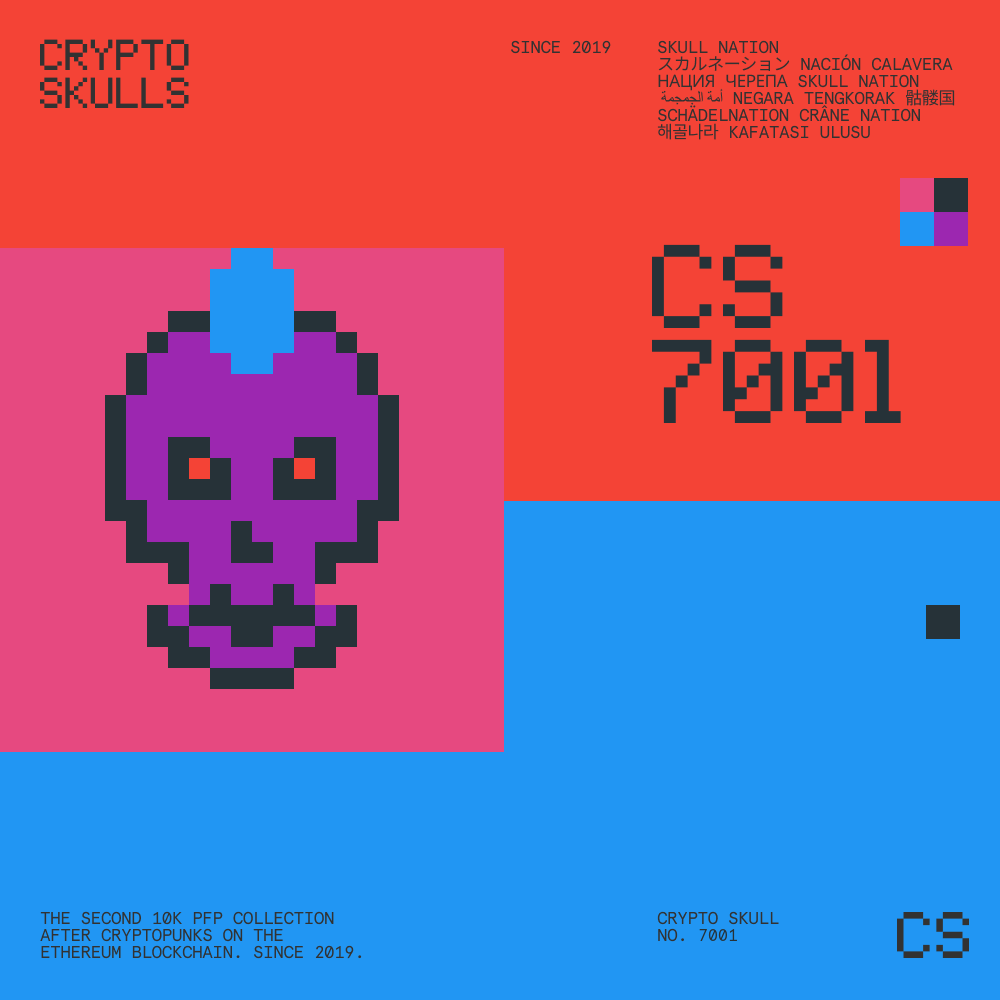 CRYPTO
SKULLS
SINCE 2019
SKULL NATION
スカルネーション NACIÓN CALAVERA
НАЦИЯ ЧЕРЕПА SKULL NATION
أمة الجمجمة NEGARA TENGKORAK 骷髅国
SCHÄDELNATION CRÂNE NATION
해골나라 KAFATASI ULUSU
CS
7001
THE SECOND 10K PFP COLLECTION
AFTER CRYPTOPUNKS ON THE
ETHEREUM BLOCKCHAIN. SINCE 2019.
CRYPTO SKULL
NO. 7001
CS